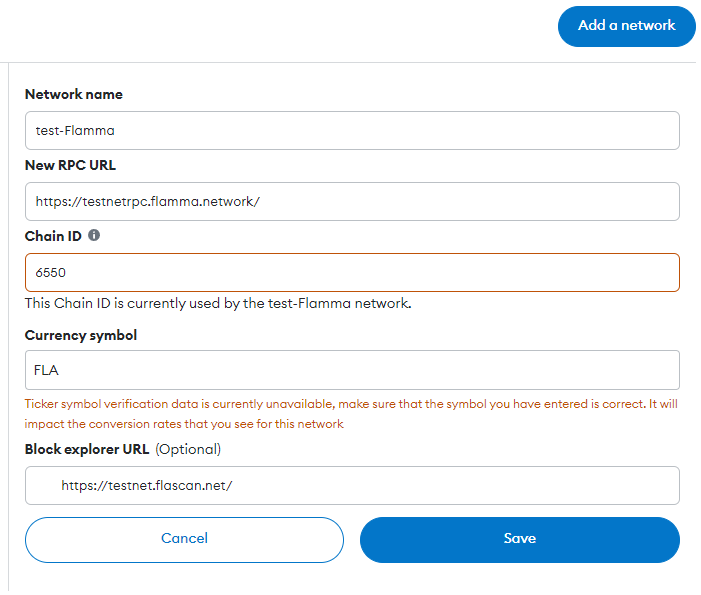 Add a network
Network name
test-Flamma
New RPC URL
https://testnetrpc.flamma.network/
Chain ID
6550
This Chain ID is currently used by the test-Flamma network.
Currency symbol
FLA
Ticker symbol verification data is currently unavailable, make sure that the symbol you have entered is correct. It will
impact the conversion rates that you see for this network
Block explorer URL (Optional)
https://testnet.flascan.net/
Cancel Save